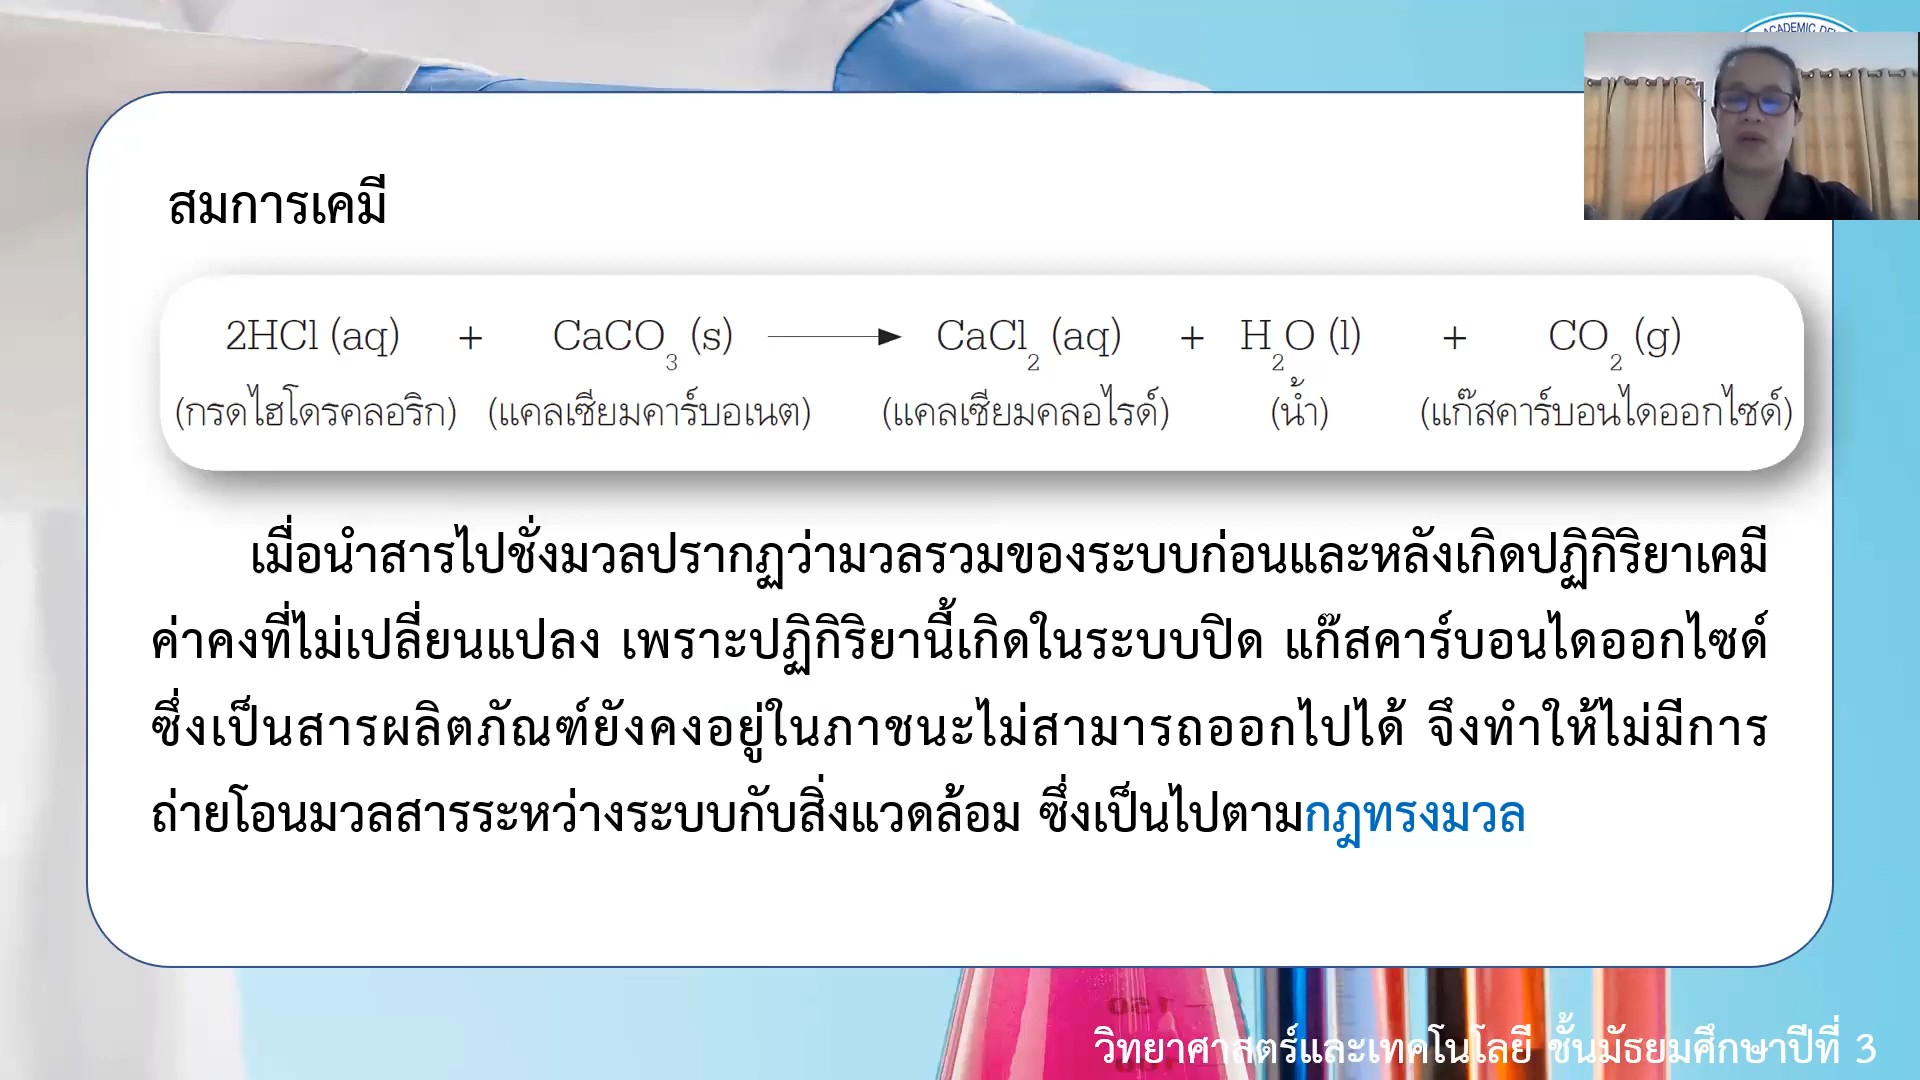 ACADEMIC DE
สมการเคมี
2HCl (aq) + CaCO₃ (s) ⟶ CaCl₂ (aq) + H₂O (l) + CO₂ (g)
(กรดไฮโดรคลอริก) (แคลเซียมคาร์บอเนต) (แคลเซียมคลอไรด์) (น้ำ) (แก๊สคาร์บอนไดออกไซด์)
เมื่อนำสารไปชั่งมวลปรากฏว่ามวลรวมของระบบก่อนและหลังเกิดปฏิกิริยาเคมี
ค่าคงที่ไม่เปลี่ยนแปลง เพราะปฏิกิริยานี้เกิดในระบบปิด แก๊สคาร์บอนไดออกไซด์
ซึ่งเป็นสารผลิตภัณฑ์ยังคงอยู่ในภาชนะไม่สามารถออกไปได้ จึงทำให้ไม่มีการ
ถ่ายโอนมวลสารระหว่างระบบกับสิ่งแวดล้อม ซึ่งเป็นไปตามกฎทรงมวล
150
100
วิทยาศาสตร์และเทคโนโลยี ชั้นมัธยมศึกษาปีที่ 3